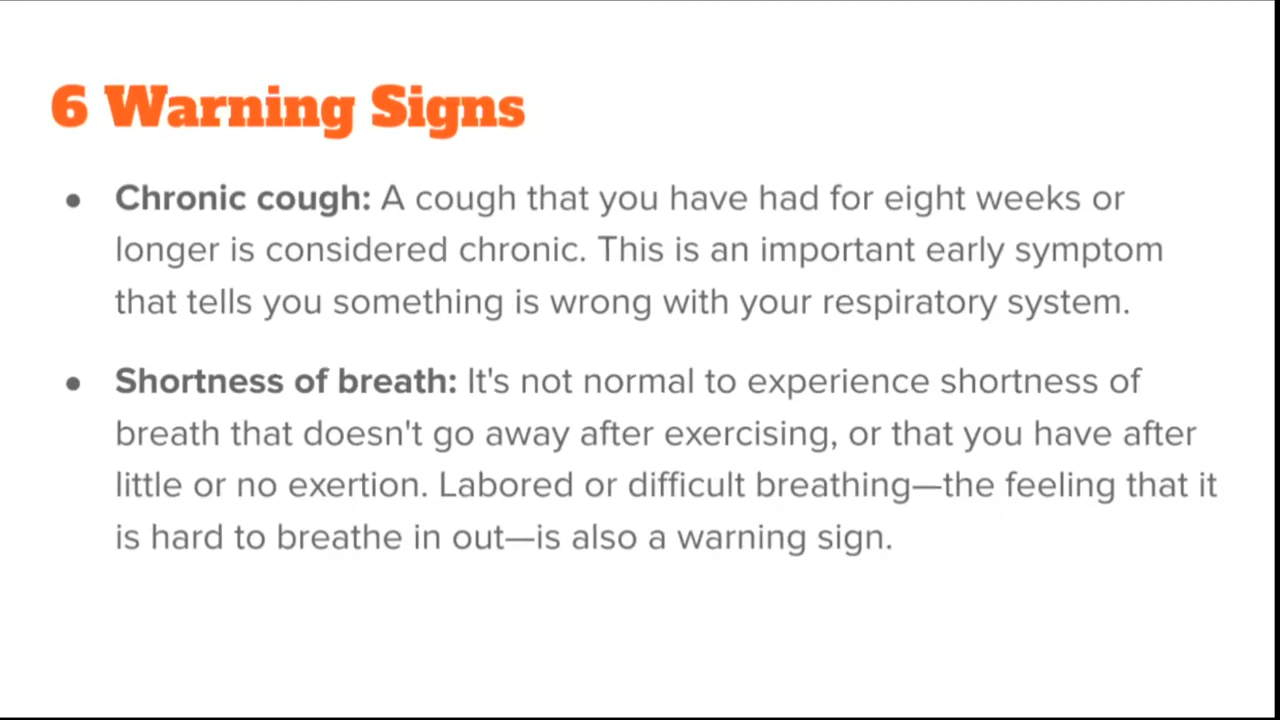 6 Warning Signs
● Chronic cough: A cough that you have had for eight weeks or
longer is considered chronic. This is an important early symptom
that tells you something is wrong with your respiratory system.
● Shortness of breath: It's not normal to experience shortness of
breath that doesn't go away after exercising, or that you have after
little or no exertion. Labored or difficult breathing—the feeling that it
is hard to breathe in out—is also a warning sign.